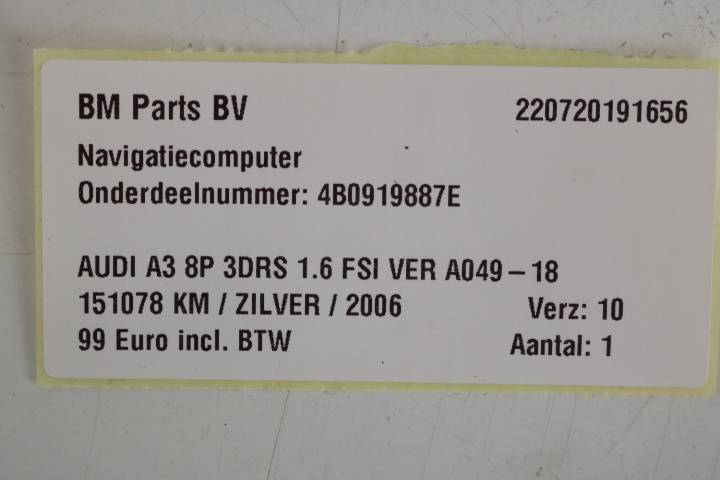 BM Parts BV 220720191656
Navigatiecomputer
Onderdeelnummer: 4B0919887E
AUDI A3 8P 3DRS 1.6 FSI VER A049-18
151078 KM / ZILVER / 2006 Verz: 10
99 Euro incl. BTW Aantal: 1